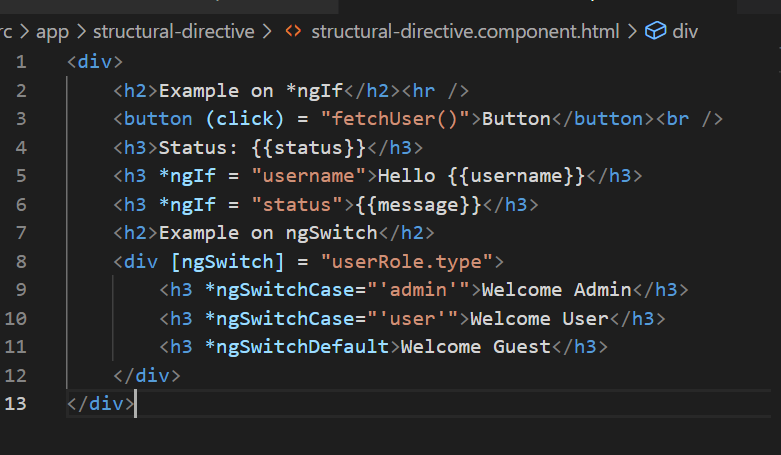 rc > app > structural-directive > <> structural-directive.component.html > div
1 <div>
2 <h2>Example on *ngIf</h2><hr />
3 <button (click) = "fetchUser()">Button</button><br />
4 <h3>Status: {{status}}</h3>
5 <h3 *ngIf = "username">Hello {{username}}</h3>
6 <h3 *ngIf = "status">{{message}}</h3>
7 <h2>Example on ngSwitch</h2>
8 <div [ngSwitch] = "userRole.type">
9 <h3 *ngSwitchCase="'admin'">Welcome Admin</h3>
10 <h3 *ngSwitchCase="'user'">Welcome User</h3>
11 <h3 *ngSwitchDefault>Welcome Guest</h3>
12 </div>
13 </div>